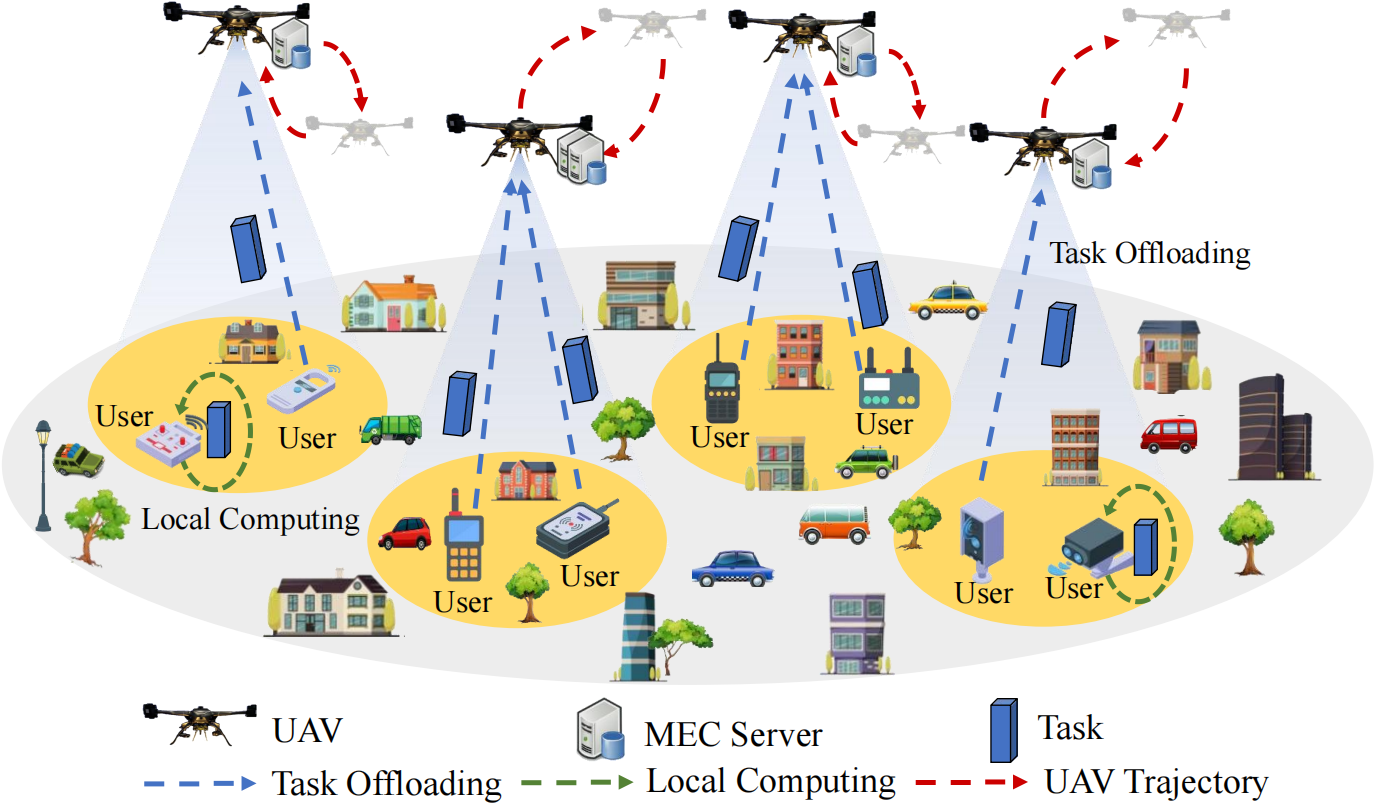 Task Offloading
User
User
User
User
Local Computing
User
User
User
User
UAV
MEC Server
Task
Task Offloading
Local Computing
UAV Trajectory